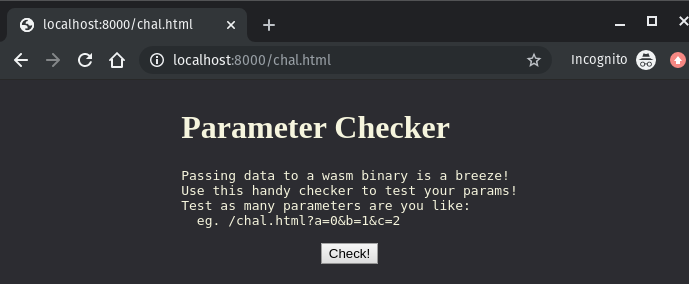 localhost:8000/chal.html
localhost:8000/chal.html
Incognito
Parameter Checker
Passing data to a wasm binary is a breeze!
Use this handy checker to test your params!
Test as many parameters are you like:
eg. /chal.html?a=0&b=1&c=2
Check!